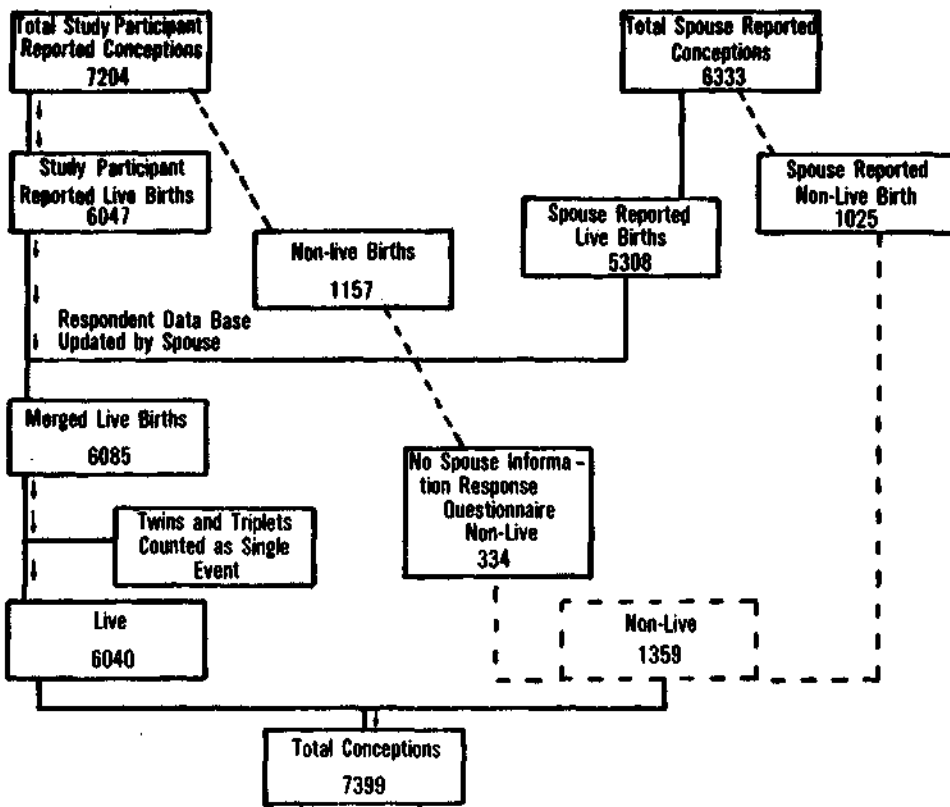 Total Study Participant
Reported Conceptions
7204
Total Spouse Reported
Conceptions
6333
Study Participant
Reported Live Births
6047
Spouse Reported
Non-Live Birth
1025
Spouse Reported
Live Births
5308
Non-live Births
1157
Respondent Data Base
Updated by Spouse
Merged Live Births
6085
No Spouse Informa-
tion Response
Questionnaire
Non-Live
334
Twins and Triplets
Counted as Single
Event
Live
6040
Non-Live
1359
Total Conceptions
7399